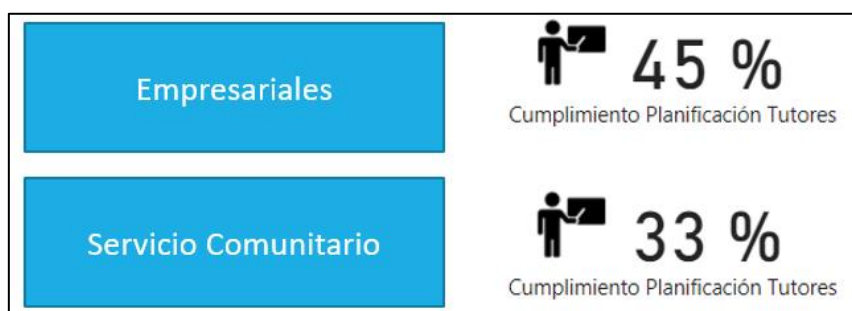 Empresariales
45 %
Cumplimiento Planificación Tutores
Servicio Comunitario
33 %
Cumplimiento Planificación Tutores